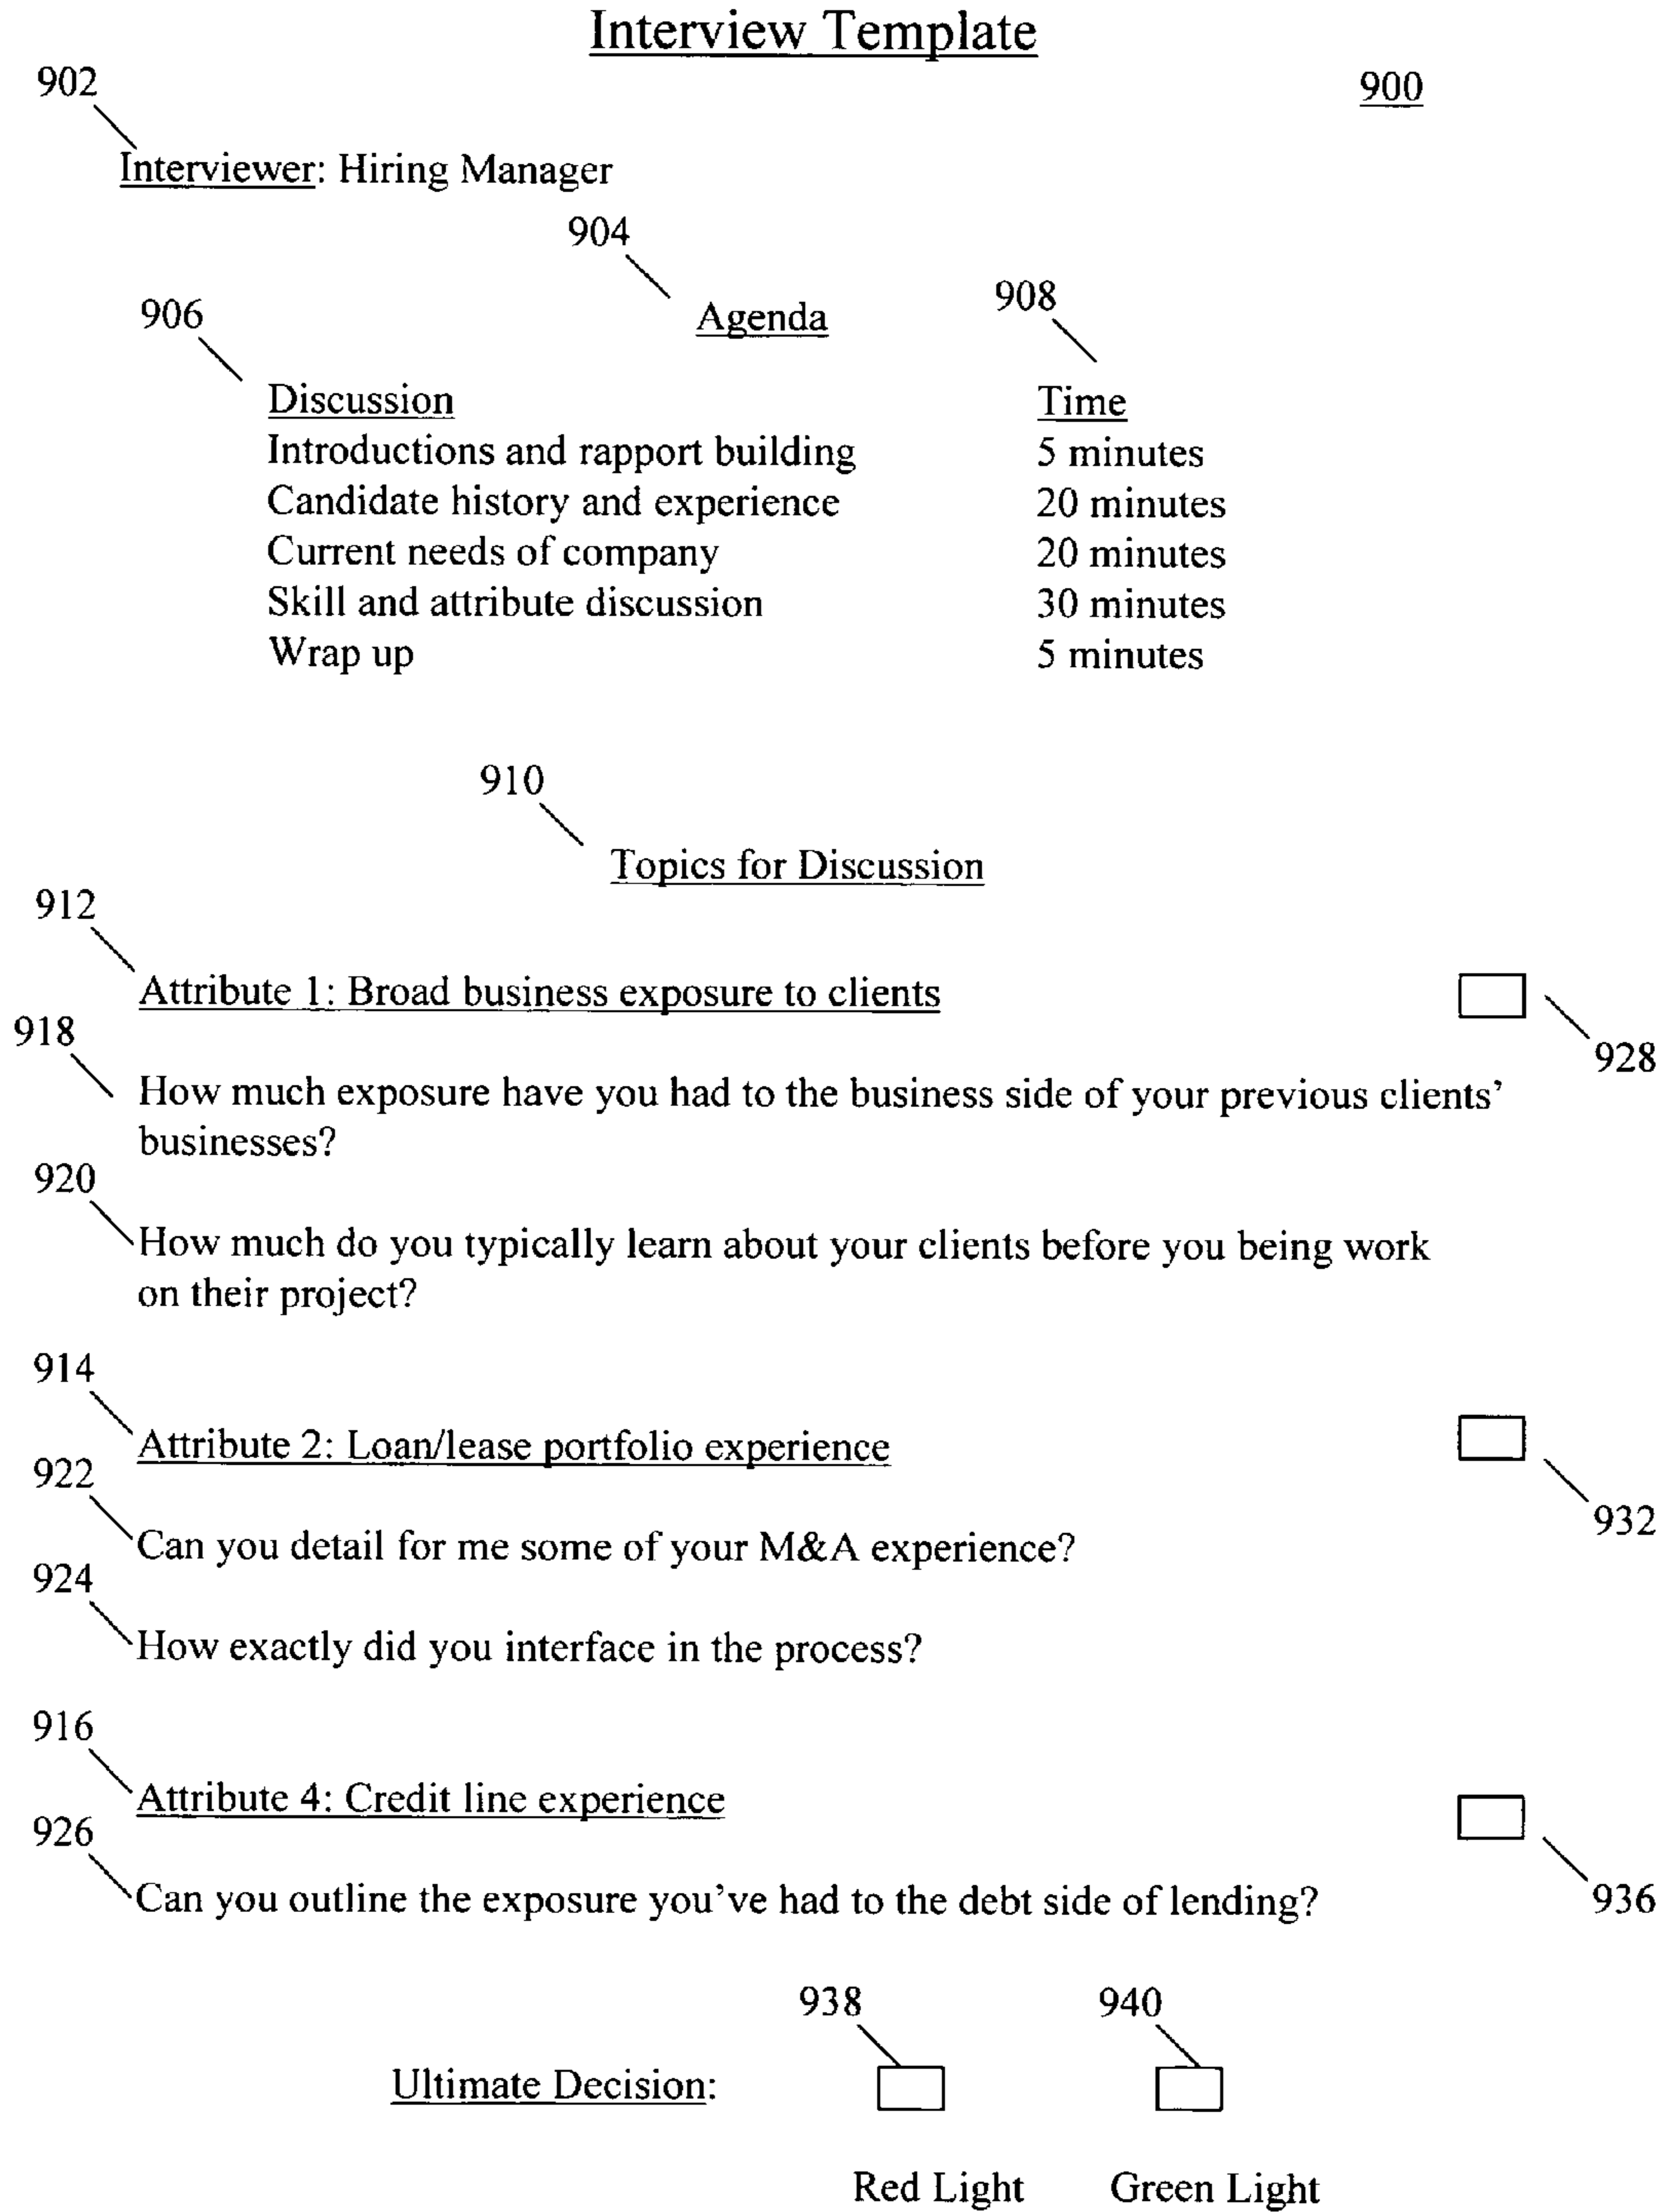 Interview Template
902
900
Interviewer: Hiring Manager
904
908
906
Agenda
Discussion Time
Introductions and rapport building 5 minutes
Candidate history and experience 20 minutes
Current needs of company 20 minutes
Skill and attribute discussion 30 minutes
Wrap up 5 minutes
910
Topics for Discussion
912
Attribute 1: Broad business exposure to clients
918
928
How much exposure have you had to the business side of your previous clients'
businesses?
920
How much do you typically learn about your clients before you being work
on their project?
914
Attribute 2: Loan/lease portfolio experience
922
932
Can you detail for me some of your M&A experience?
924
How exactly did you interface in the process?
916
Attribute 4: Credit line experience
926
Can you outline the exposure you've had to the debt side of lending?
936
938 940
Ultimate Decision:
Red Light Green Light